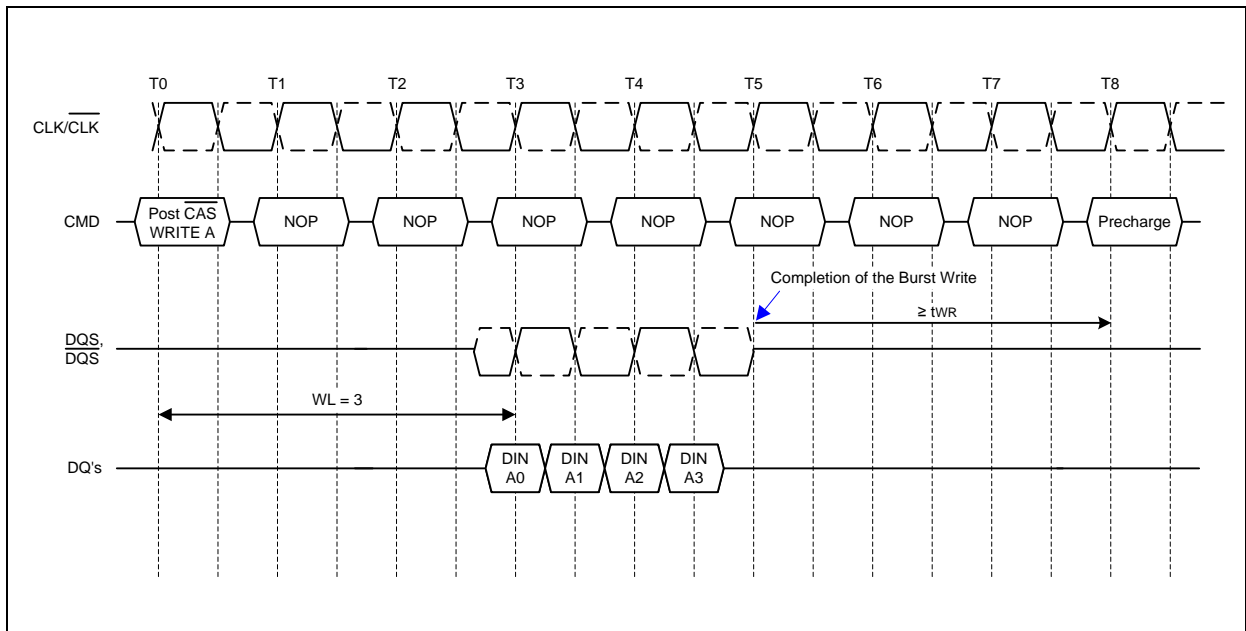 T0 T1 T2 T3 T4 T5 T6 T7 T8
CLK/CLK
CMD
Post CAS
WRITE A
NOP NOP NOP NOP NOP NOP NOP Precharge
Completion of the Burst Write
≥ tWR
DQS,
DQS
WL = 3
DQ's
DIN DIN DIN DIN
A0 A1 A2 A3